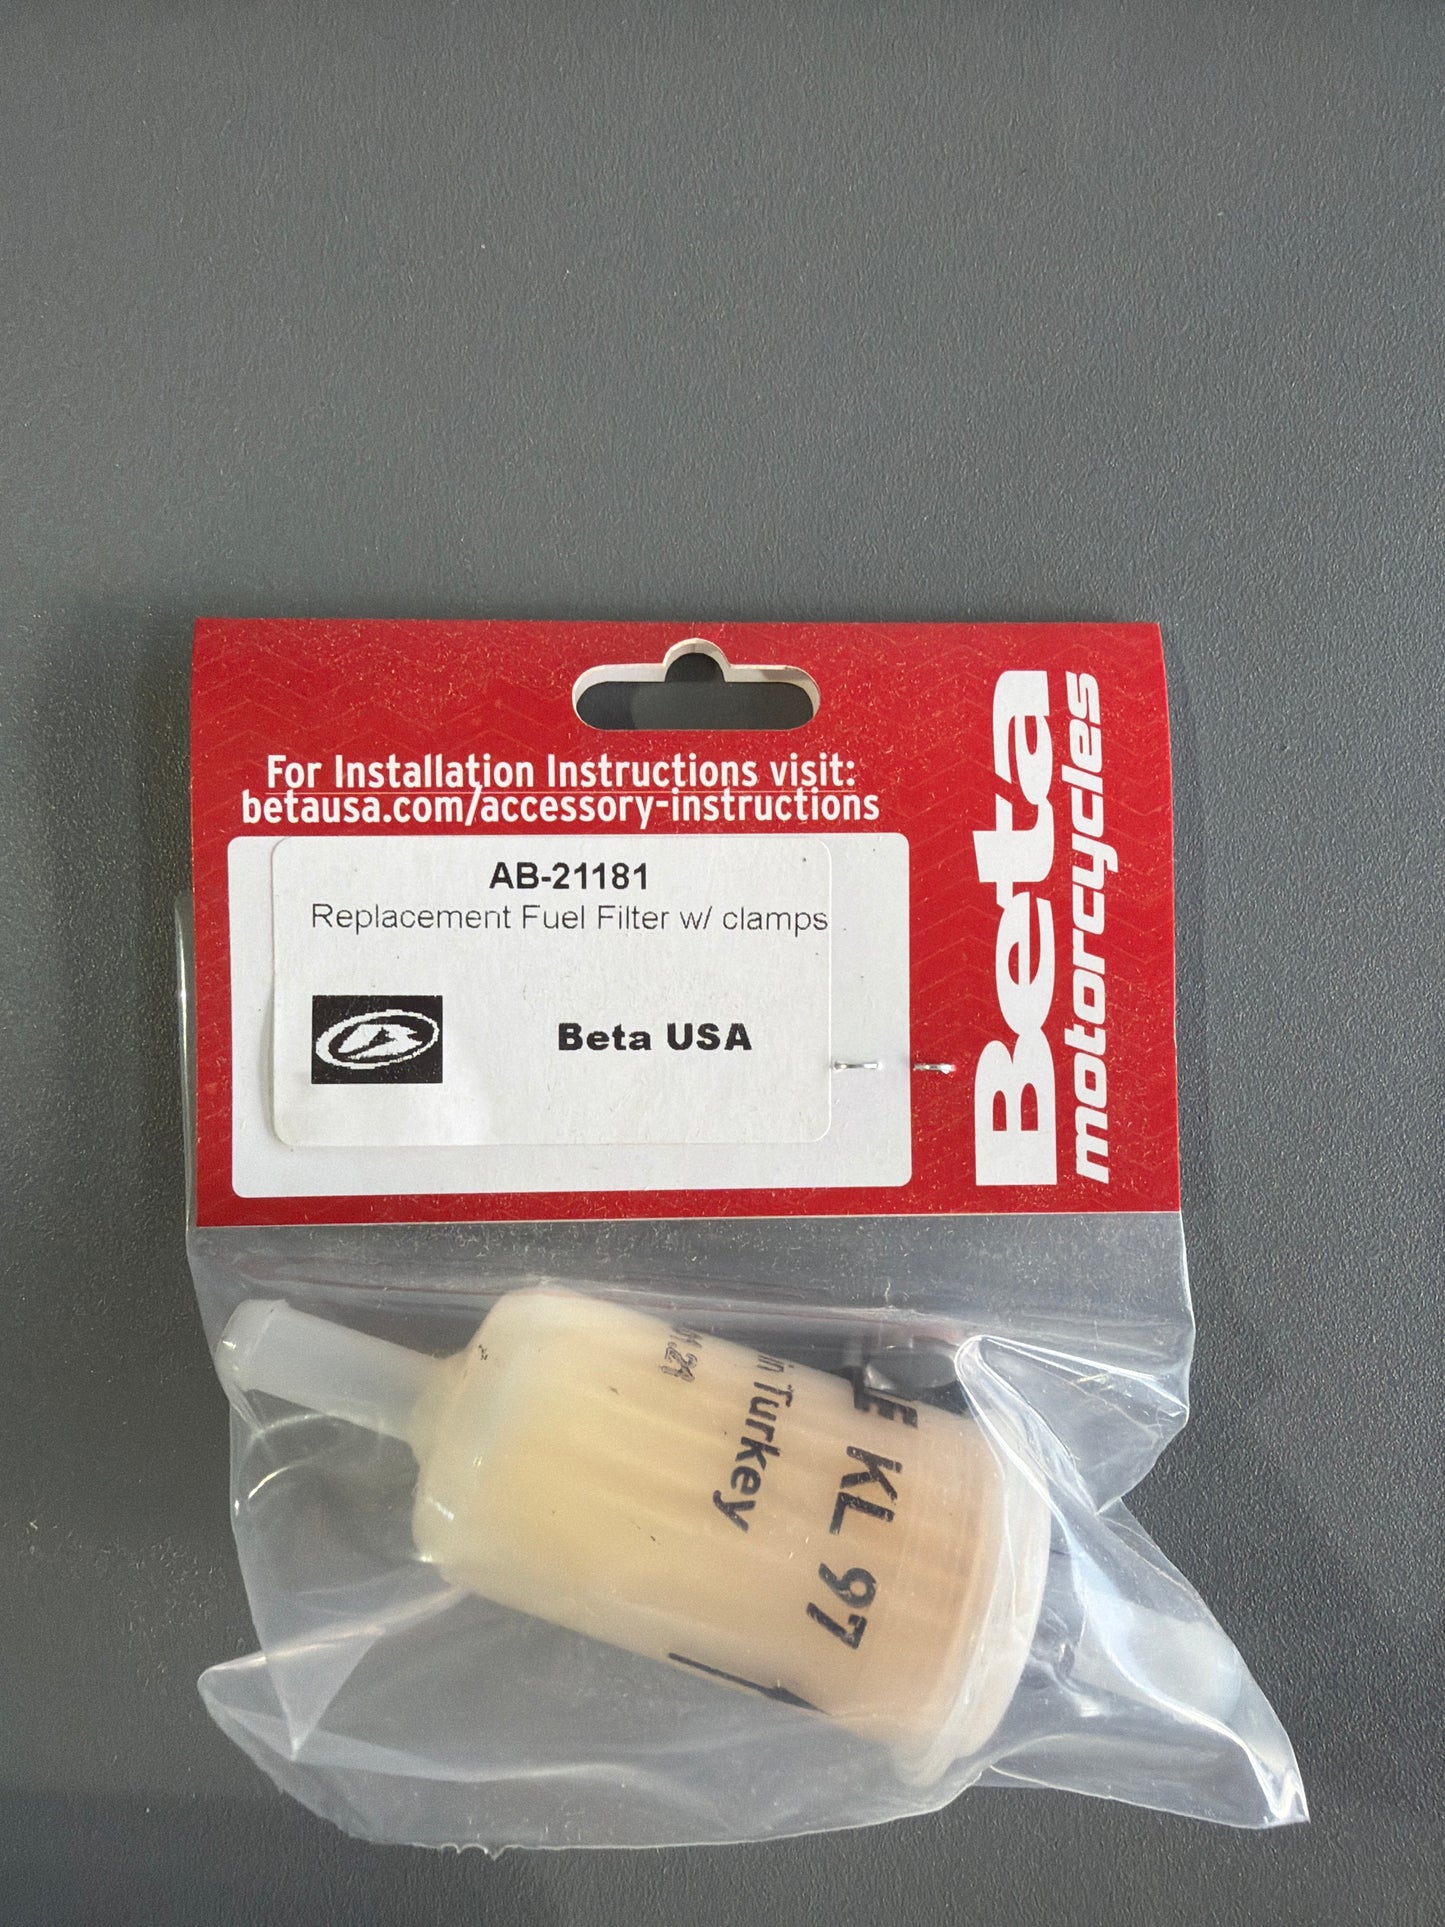 For Installation Instructions visit:
betausa.com/accessory-instructions
AB-21181
Replacement Fuel Filter w/ clamps
Beta USA
Beta
motorcycles
in Turkey
KL 97